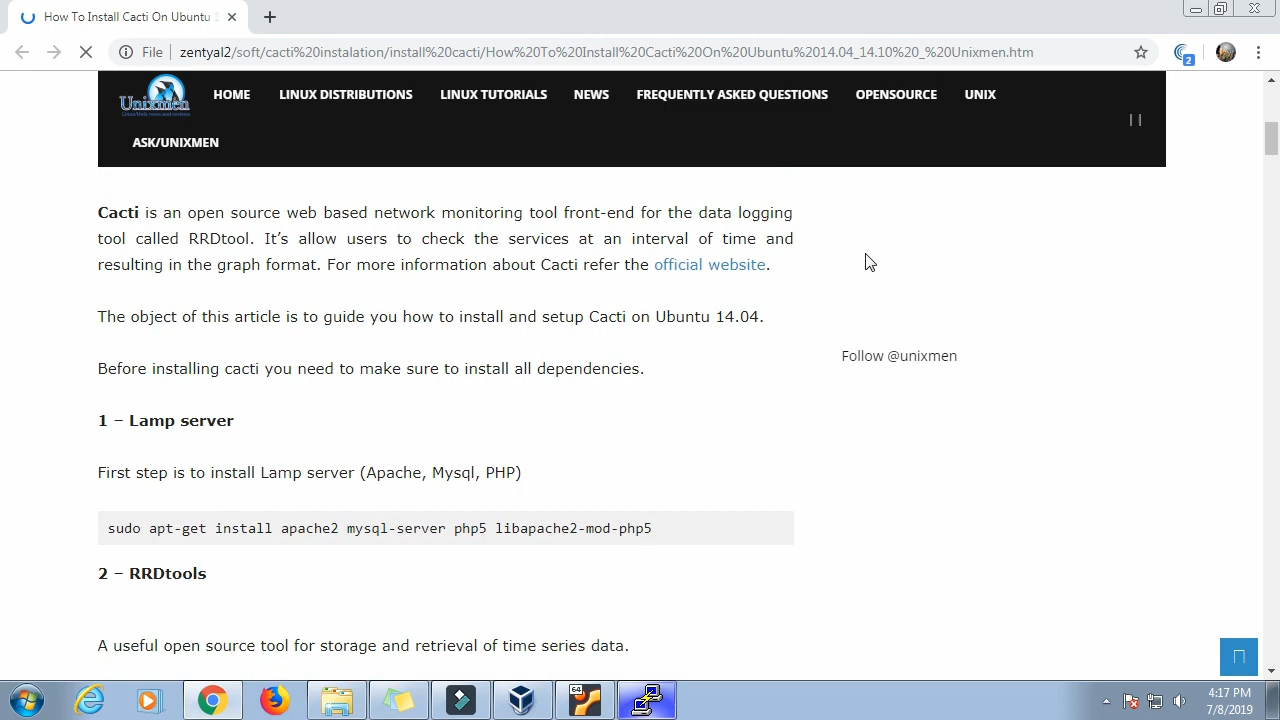 How To Install Cacti On Ubuntu 1
File zentyal2/soft/cacti%20instalation/install%20cacti/How%20To%20Install%20Cacti%20On%20Ubuntu%2014.04_14.10%20_%20Unixmen.htm
2
Unixmen
HOME LINUX DISTRIBUTIONS LINUX TUTORIALS NEWS FREQUENTLY ASKED QUESTIONS OPENSOURCE UNIX
ASK/UNIXMEN
Cacti is an open source web based network monitoring tool front-end for the data logging
tool called RRDtool. It’s allow users to check the services at an interval of time and
resulting in the graph format. For more information about Cacti refer the official website.
The object of this article is to guide you how to install and setup Cacti on Ubuntu 14.04.
Follow @unixmen
Before installing cacti you need to make sure to install all dependencies.
1 – Lamp server
First step is to install Lamp server (Apache, Mysql, PHP)
sudo apt-get install apache2 mysql-server php5 libapache2-mod-php5
2 – RRDtools
A useful open source tool for storage and retrieval of time series data.
64
4:17 PM
7/8/2019